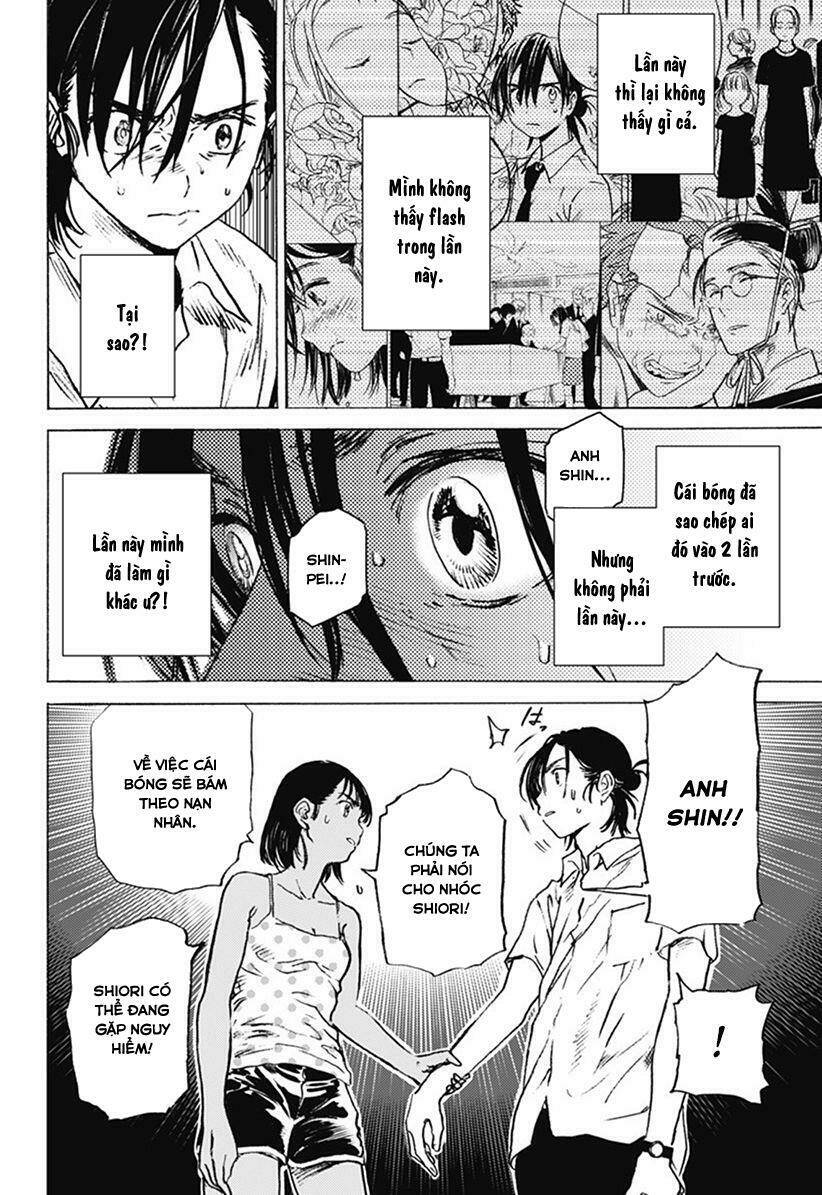 Lần này
thì lại không
thấy gì cả.
Mình không
thấy flash
trong lần
này.
Tại
sao?!
Cái bóng đã
sao chép ai
đó vào 2 lần
trước.
Nhưng
không phải
lần này...
ANH
SHIN...
SHIN-
PEI..!
Lần này mình
đã làm gì
khác ư?!
ANH
SHIN!!
はっ
!
CHÚNG TA
PHẢI NÓI
CHO NHÓC
SHIORI!
VỀ VIỆC CÁI
BÓNG SẼ BÁM
THEO NẠN
NHÂN.
SHIORI CÓ
THỂ ĐANG
GẶP NGUY
HIỂM!